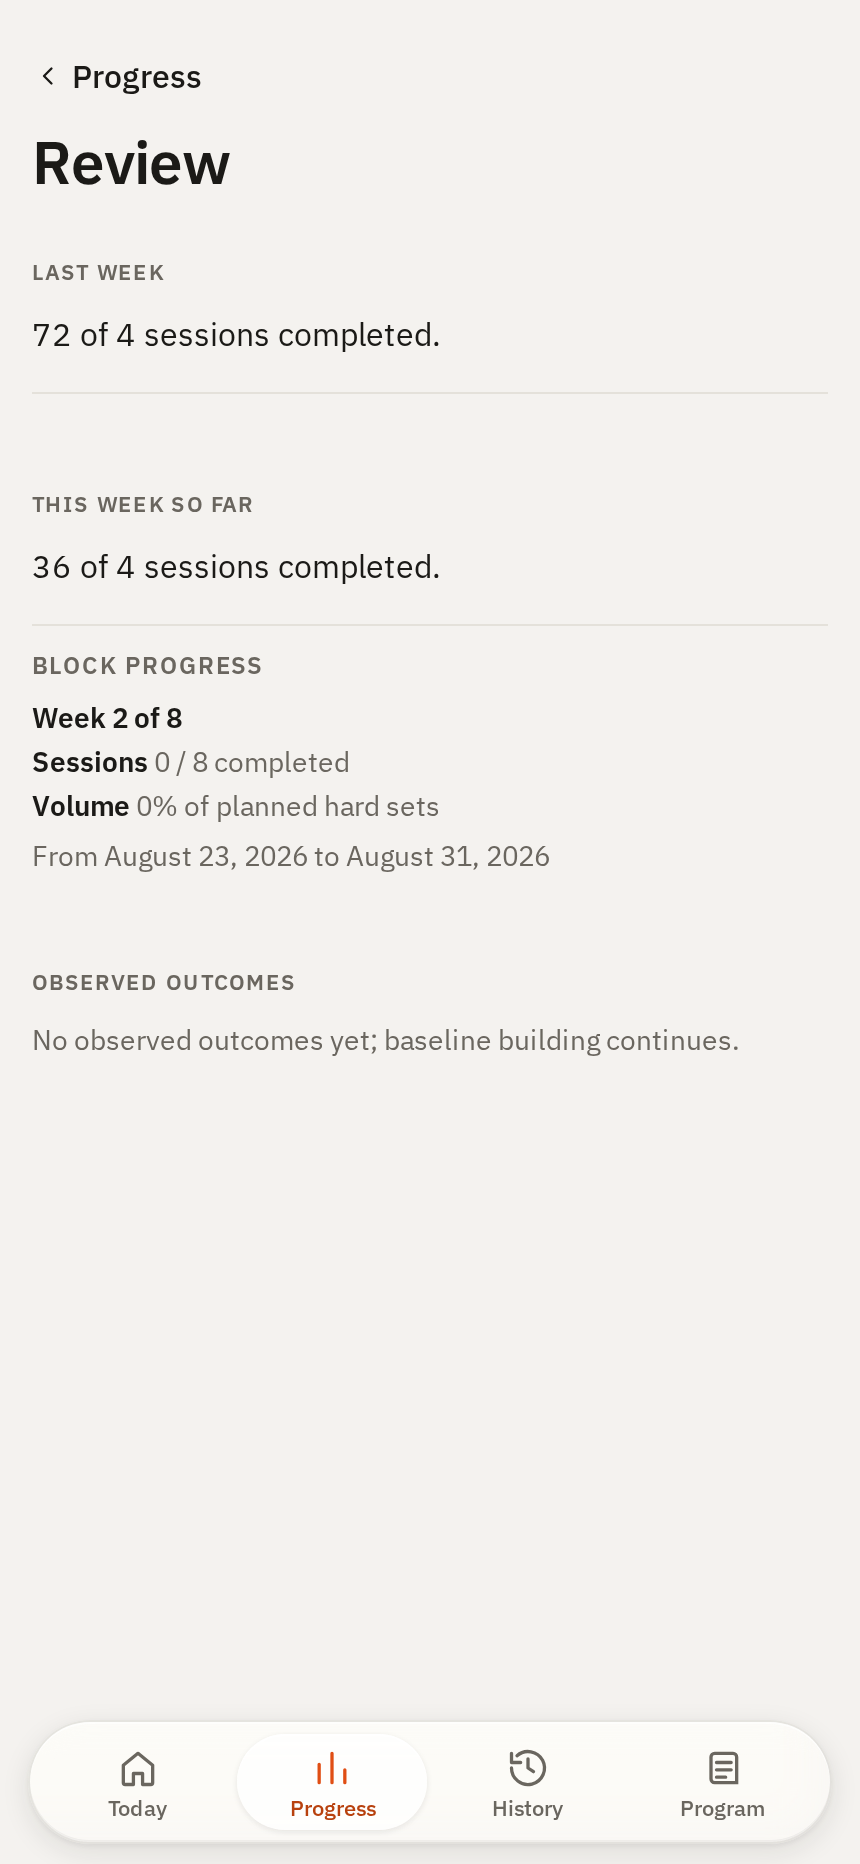 Progress
Review
LAST WEEK
72 of 4 sessions completed.
THIS WEEK SO FAR
36 of 4 sessions completed.
BLOCK PROGRESS
Week 2 of 8
Sessions 0 / 8 completed
Volume 0% of planned hard sets
From August 23, 2026 to August 31, 2026
OBSERVED OUTCOMES
No observed outcomes yet; baseline building continues.
Today
Progress
History
Program